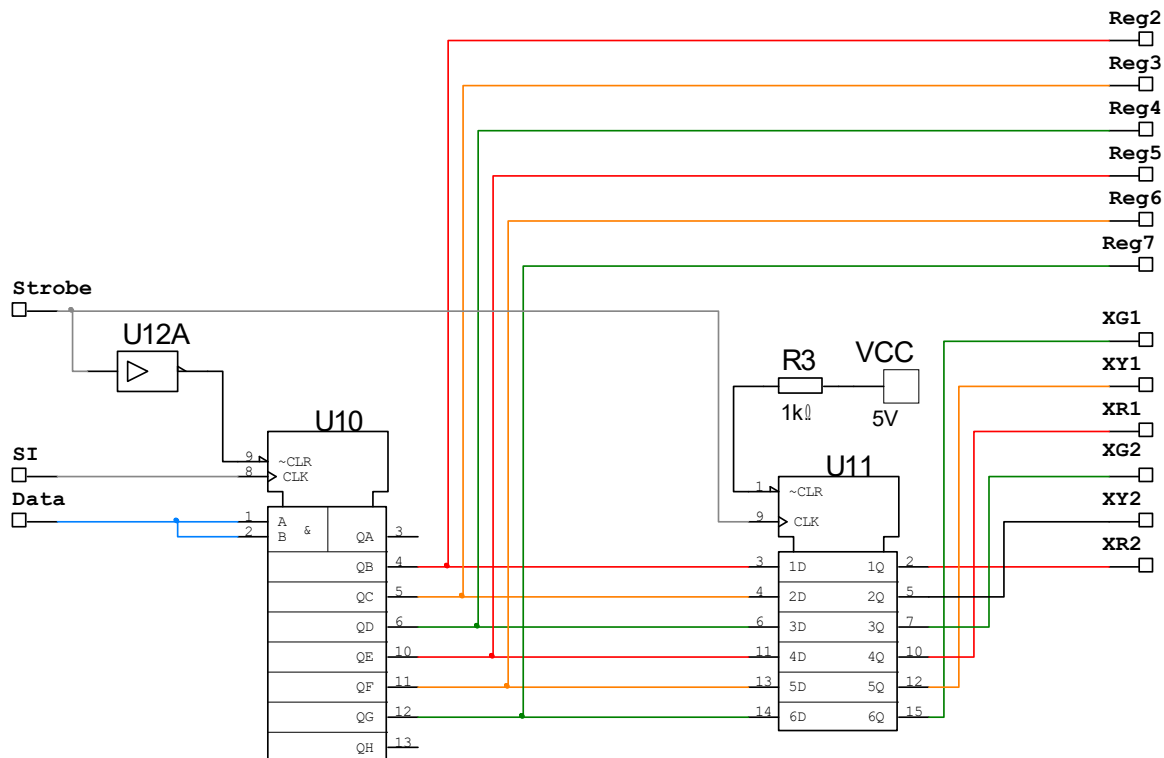 Reg2
Reg3
Reg4
Reg5
Reg6
Reg7
Strobe
XG1
U12A
R3
VCC
XY1
1kΩ
5V
XR1
U10
SI
9
~CLR
8
CLK
U11
XG2
Data
1
~CLR
1
A
2
B
&
QA
3
9
CLK
XY2
QB
4
3
1D
1Q
2
XR2
QC
5
4
2D
2Q
5
QD
6
6
3D
3Q
7
QE
10
11
4D
4Q
10
QF
11
13
5D
5Q
12
QG
12
14
6D
6Q
15
QH
13